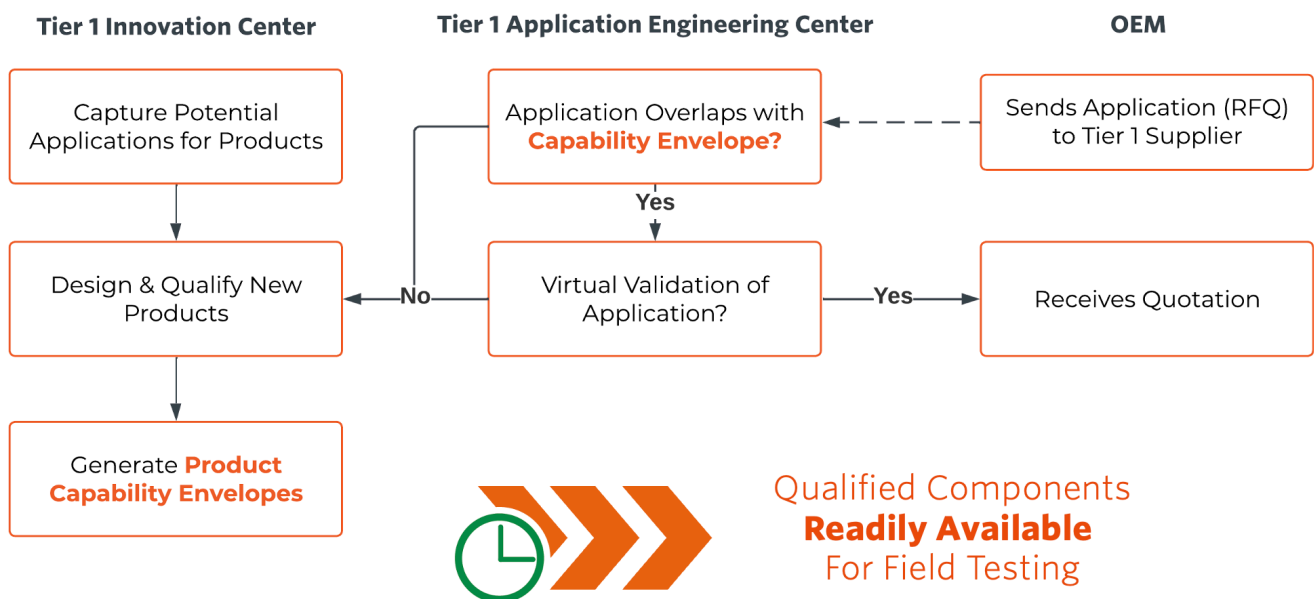 Tier 1 Innovation Center
Tier 1 Application Engineering Center
OEM
Capture Potential
Applications for Products
Application Overlaps with
Capability Envelope?
Sends Application (RFQ)
to Tier 1 Supplier
Yes
Design & Qualify New
Products
No
Virtual Validation of
Application?
Yes
Receives Quotation
Generate Product
Capability Envelopes
Qualified Components
Readily Available
For Field Testing